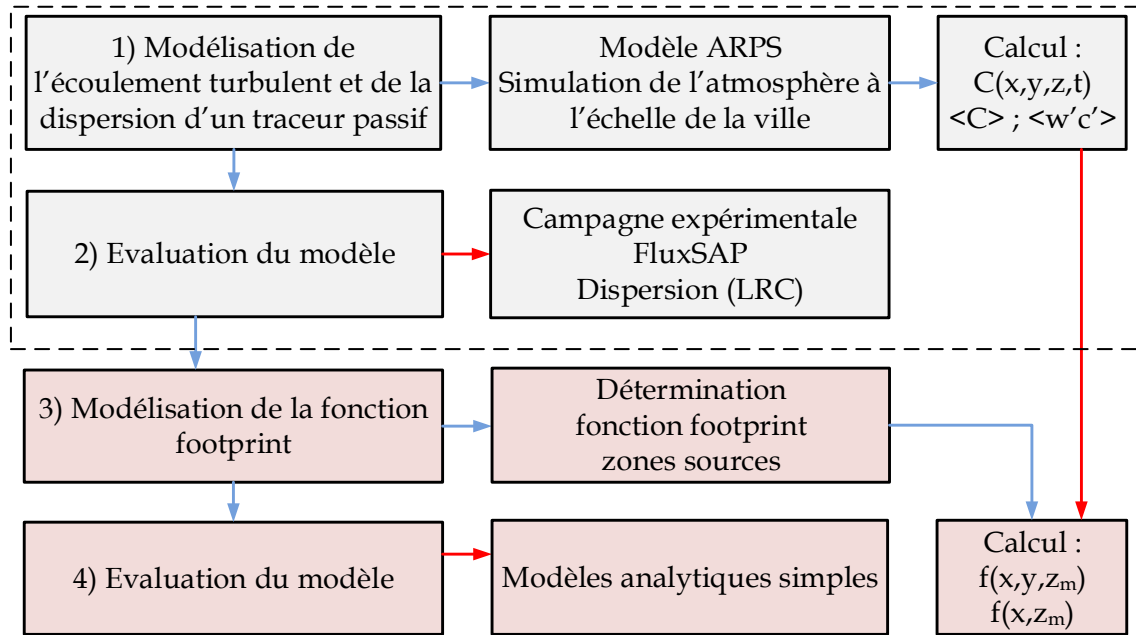 1) Modélisation de
l’écoulement turbulent et de la
dispersion d’un traceur passif
Modèle ARPS
Simulation de l’atmosphère à
l’échelle de la ville
Calcul :
C(x,y,z,t)
<C> ; <w’c’>
2) Evaluation du modèle
Campagne expérimentale
FluxSAP
Dispersion (LRC)
3) Modélisation de la fonction
footprint
Détermination
fonction footprint
zones sources
4) Evaluation du modèle
Modèles analytiques simples
Calcul :
f(x,y,zₘ)
f(x,zₘ)